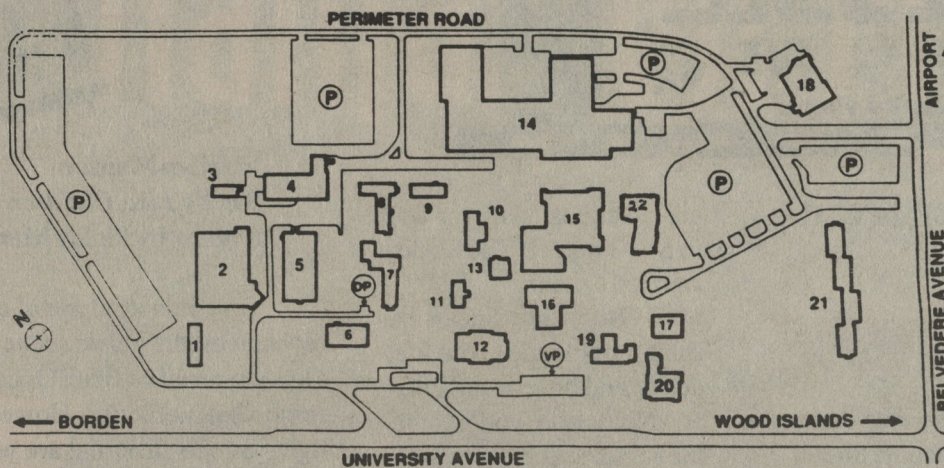 PERIMETER ROAD
AIRPORT
P
P
18
14
P
P
3
4
P
P
8
9
10
15
22
2
5
13
7
21
DP
11
16
N
1
6
12
VP
19
17
20
BELVEDERE AVENUE
BORDEN
WOOD ISLANDS
UNIVERSITY AVENUE